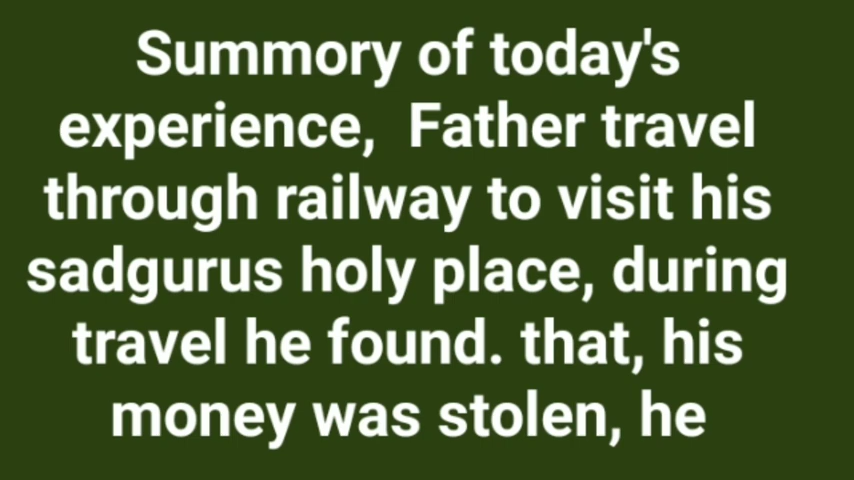 Summory of today's
experience, Father travel
through railway to visit his
sadgurus holy place, during
travel he found. that, his
money was stolen, he